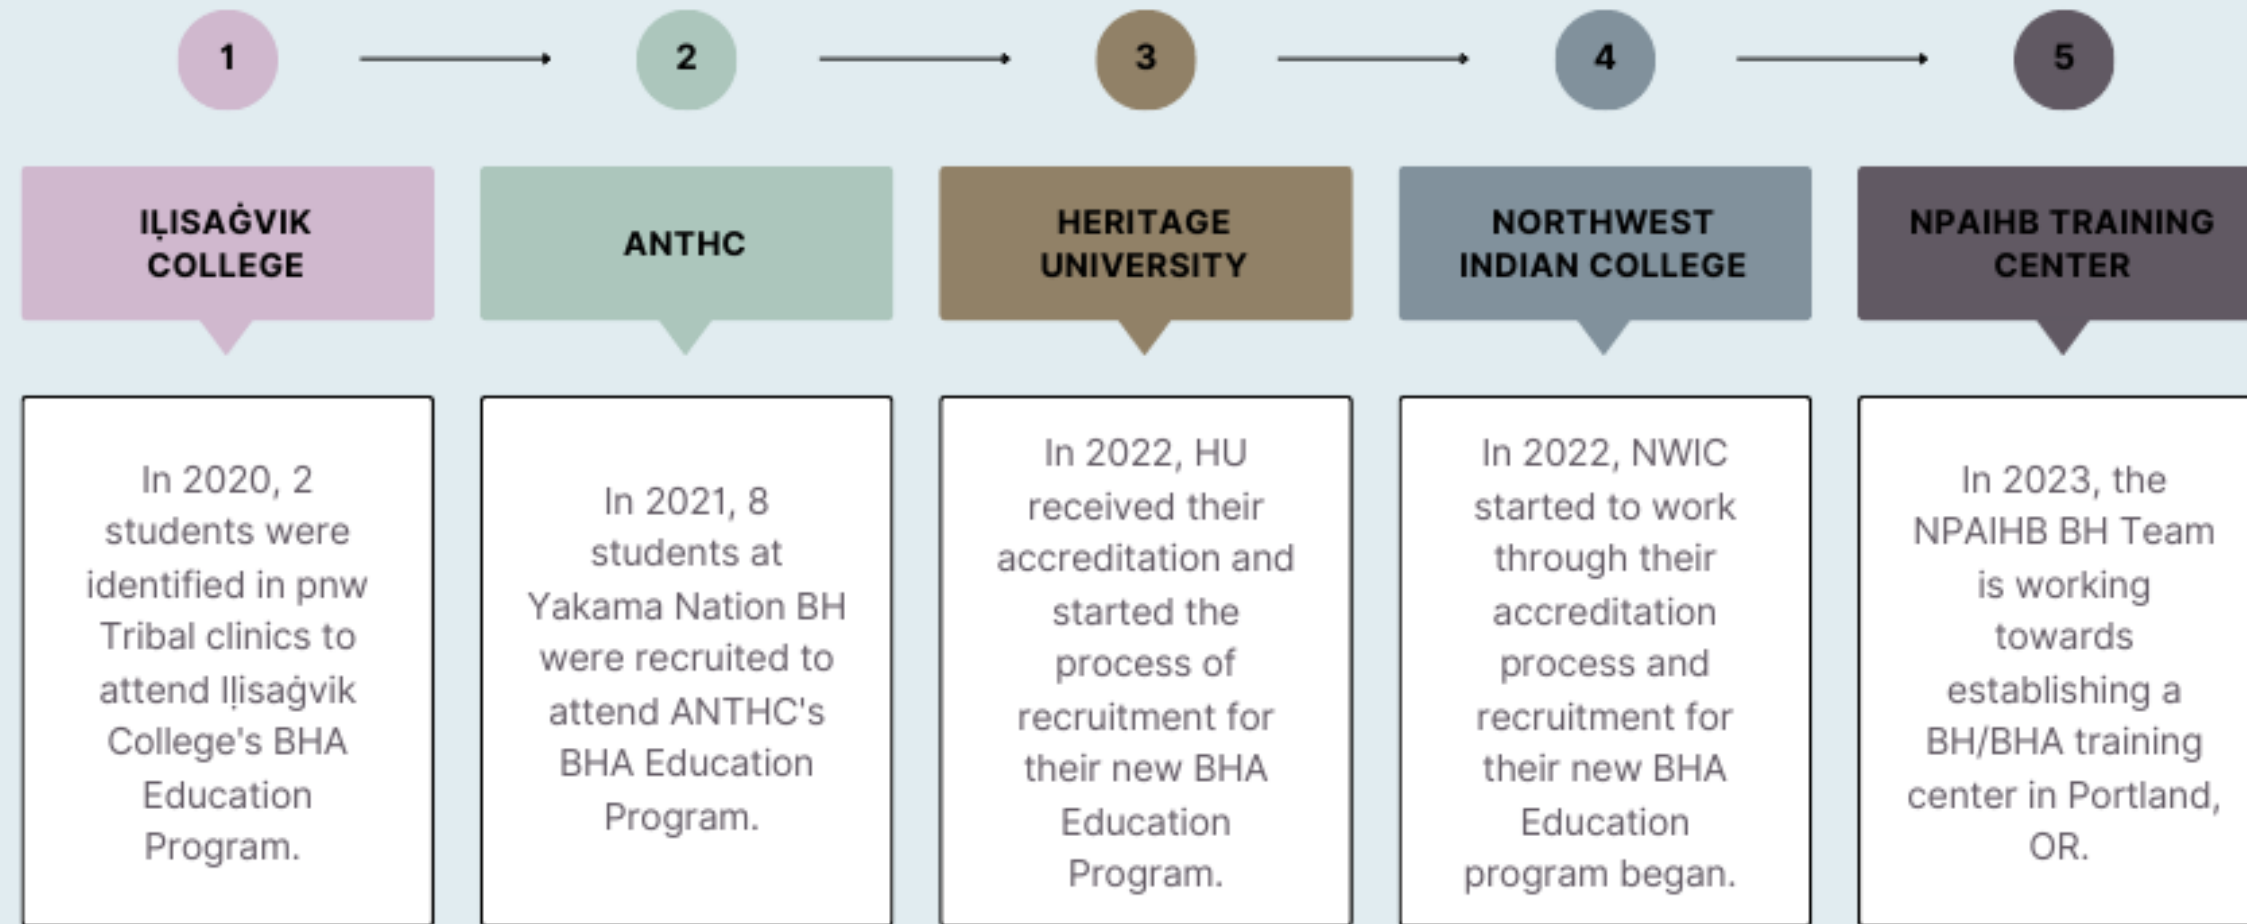 1
2
3
4
5
IḶISAĠVIK
COLLEGE
ANTHC
HERITAGE
UNIVERSITY
NORTHWEST
INDIAN COLLEGE
NPAIHB TRAINING
CENTER
In 2020, 2
students were
identified in pnw
Tribal clinics to
attend Iḷisaġvik
College's BHA
Education
Program.
In 2021, 8
students at
Yakama Nation BH
were recruited to
attend ANTHC's
BHA Education
Program.
In 2022, HU
received their
accreditation and
started the
process of
recruitment for
their new BHA
Education
Program.
In 2022, NWIC
started to work
through their
accreditation
process and
recruitment for
their new BHA
Education
program began.
In 2023, the
NPAIHB BH Team
is working
towards
establishing a
BH/BHA training
center in Portland,
OR.